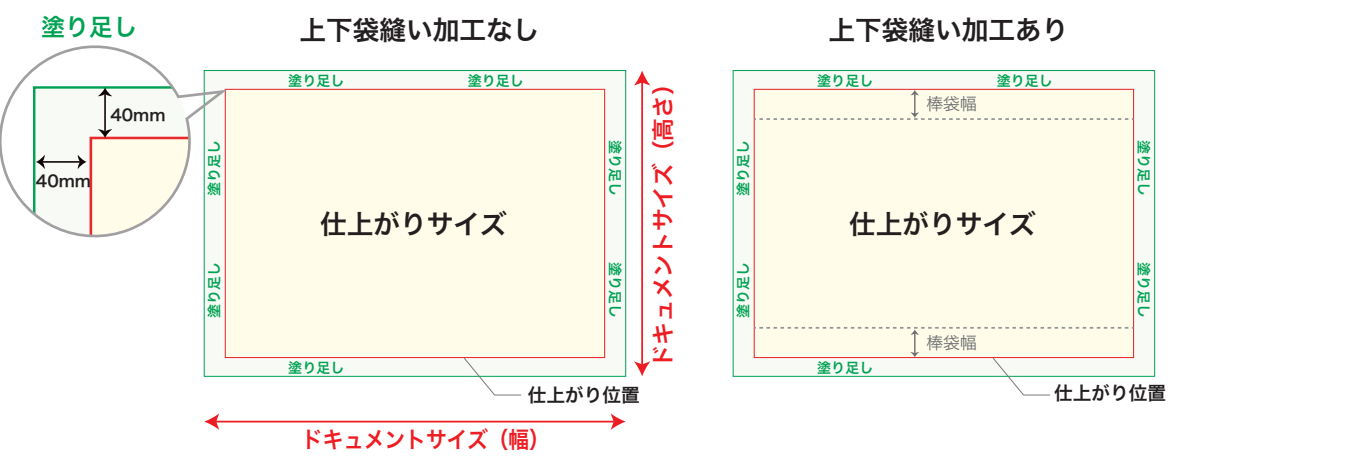 塗り足し
40mm
40mm
上下袋縫い加工なし
塗り足し
塗り足し
塗り足し
塗り足し
塗り足し
塗り足し
仕上がりサイズ
塗り足し
仕上がり位置
ドキュメントサイズ（高さ）
ドキュメントサイズ（幅）
上下袋縫い加工あり
塗り足し
塗り足し
棒袋幅
塗り足し
塗り足し
仕上がりサイズ
塗り足し
塗り足し
棒袋幅
塗り足し
仕上がり位置